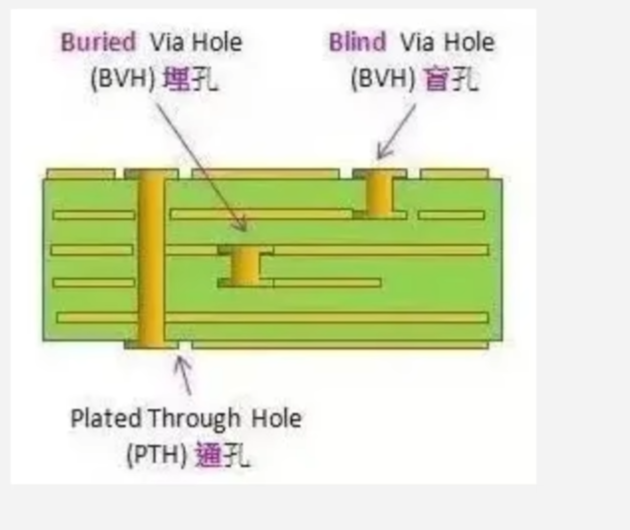 Buried Via Hole
(BVH) 埋孔
Blind Via Hole
(BVH) 盲孔
Plated Through Hole
(PTH) 通孔